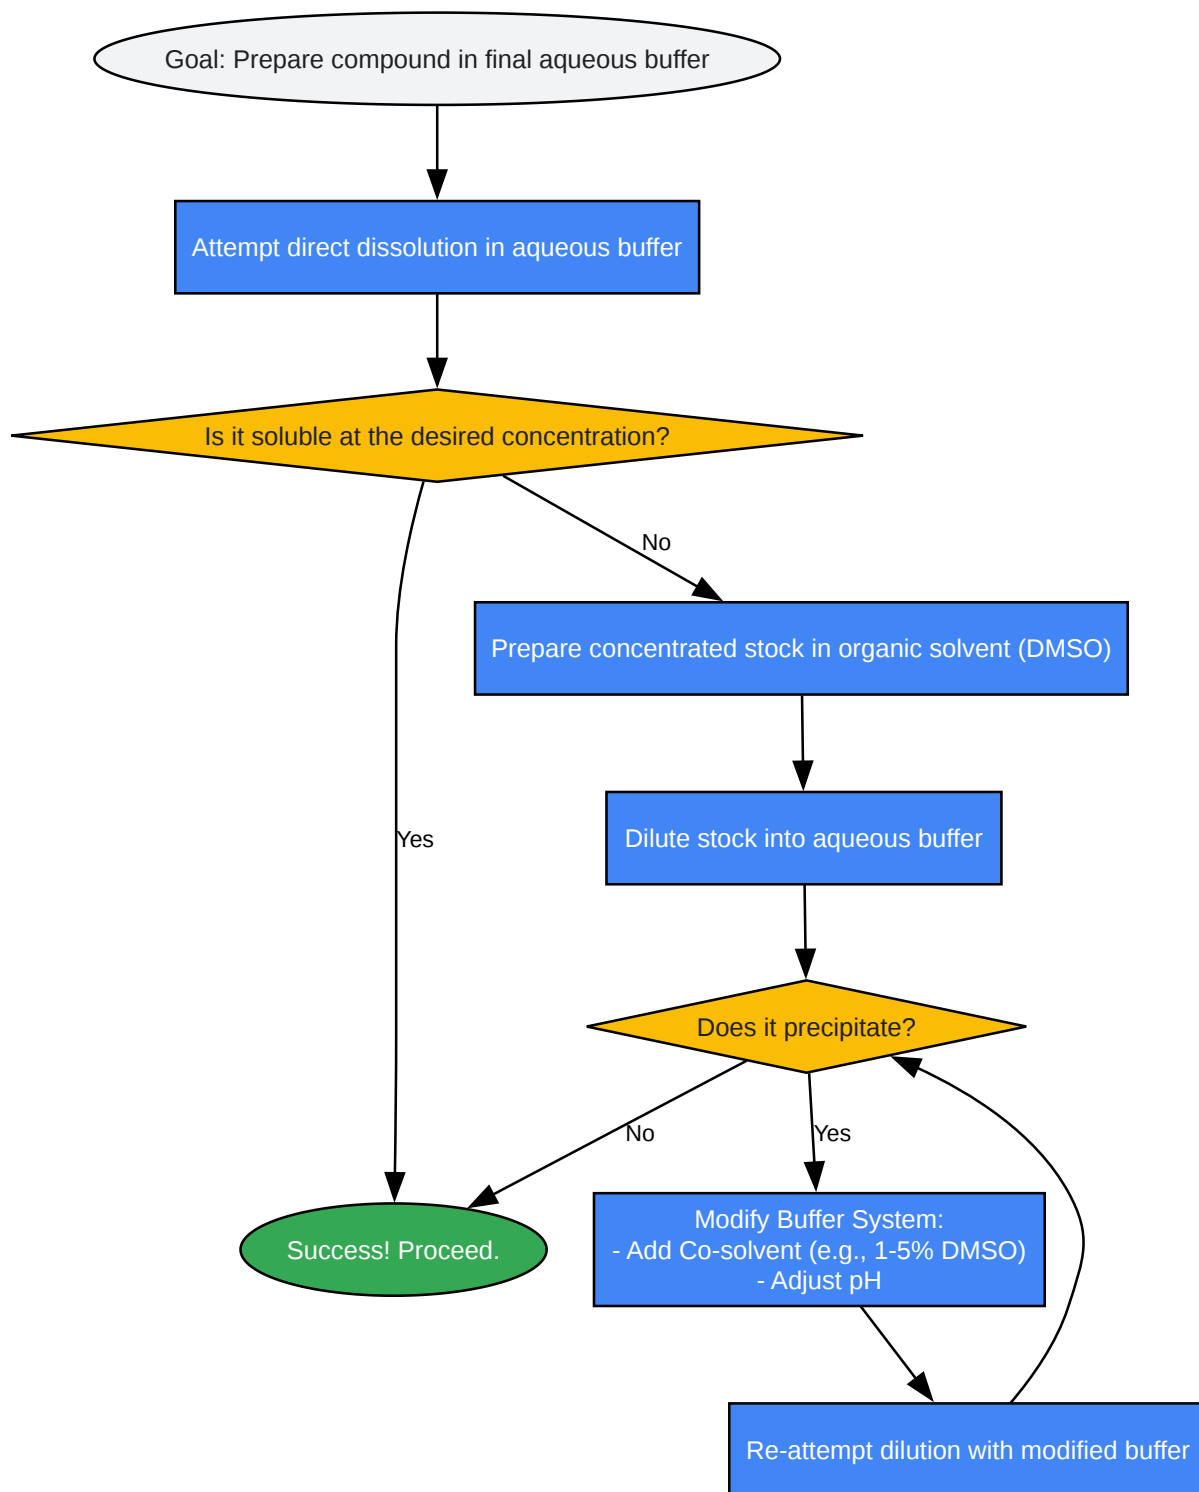 Goal: Prepare compound in final aqueous buffer
Attempt direct dissolution in aqueous buffer
Is it soluble at the desired concentration?
No
Prepare concentrated stock in organic solvent (DMSO)
Yes
Dilute stock into aqueous buffer
Does it precipitate?
No
Yes
Success! Proceed.
Modify Buffer System:
- Add Co-solvent (e.g., 1-5% DMSO)
- Adjust pH
Re-attempt dilution with modified buffer